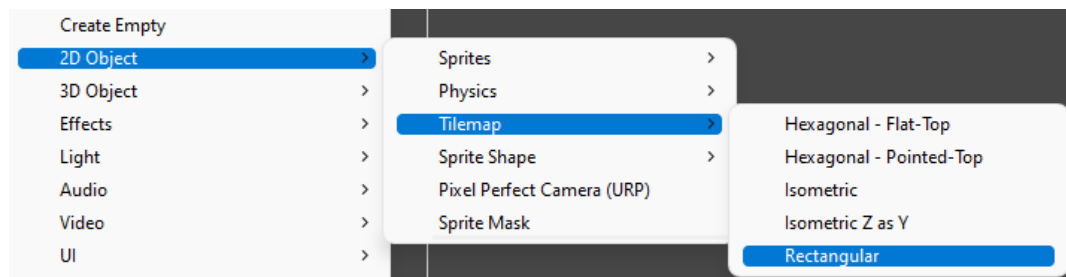 Create Empty
2D Object
3D Object
Effects
Light
Audio
Video
UI
Sprites
Physics
Tilemap
Sprite Shape
Pixel Perfect Camera (URP)
Sprite Mask
Hexagonal - Flat-Top
Hexagonal - Pointed-Top
Isometric
Isometric Z as Y
Rectangular